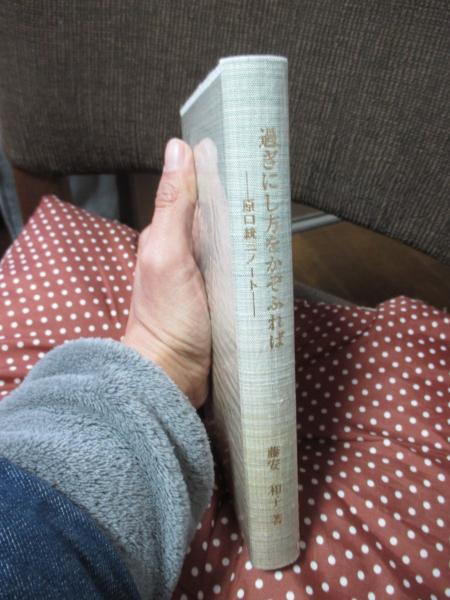 過ぎにし方をかぞふれば
―原口統三ノート―
藤安 和子 著